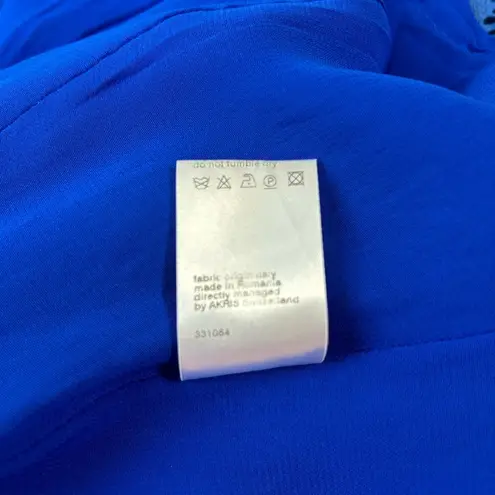 do not tumble dry
P
fabric origin Italy
made in Romania
directly managed
by AKRIS Switzerland
331084